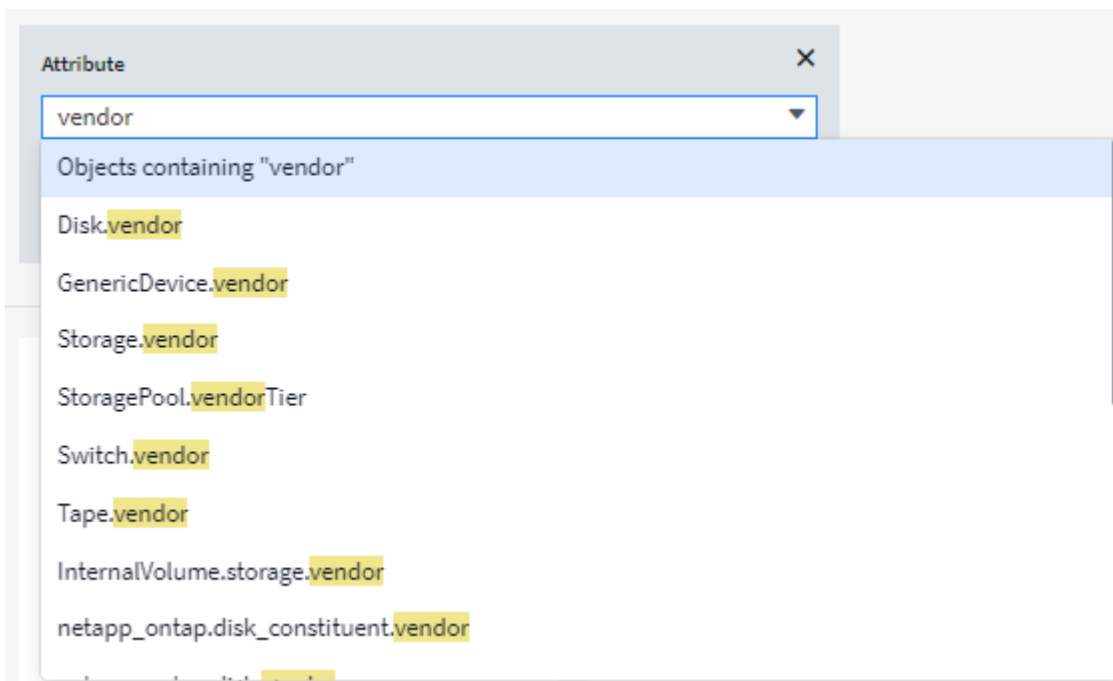 Attribute
vendor
Objects containing "vendor"
Disk.vendor
GenericDevice.vendor
Storage.vendor
StoragePool.vendorTier
Switch.vendor
Tape.vendor
InternalVolume.storage.vendor
netapp_ontap.disk_constituent.vendor